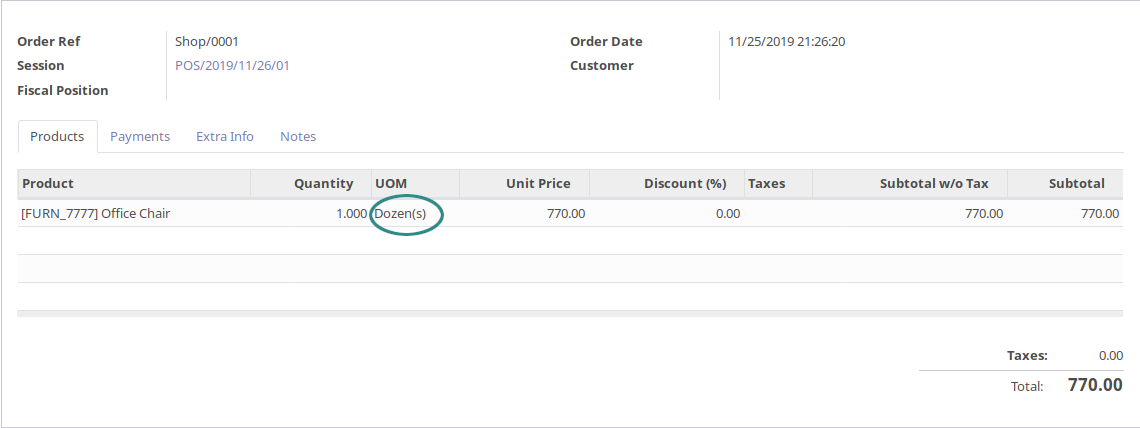 Order Ref Shop/0001 Order Date 11/25/2019 21:26:20
Session POS/2019/11/26/01 Customer
Fiscal Position
Products Payments Extra Info Notes
Product Quantity UOM Unit Price Discount (%) Taxes Subtotal w/o Tax Subtotal
[FURN_7777] Office Chair 1.000 Dozen(s) 770.00 0.00 770.00 770.00
Taxes: 0.00
Total: 770.00